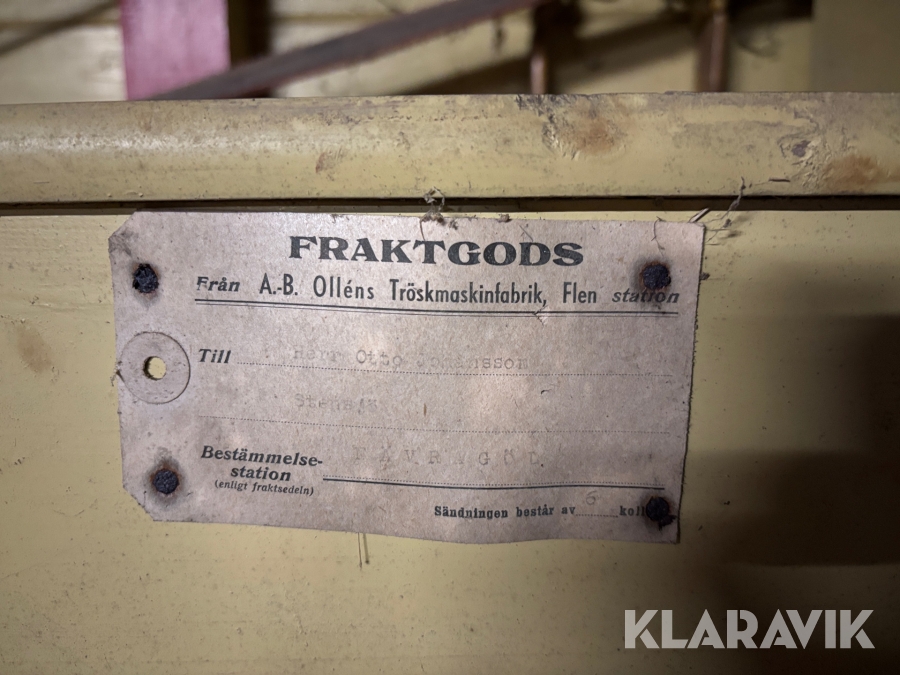 FRAKTGODS
Från A.-B. Olléns Tröskmaskinfabrik, Flen station
Till Herr Otto Johansson
Bestämmelse-
station
(enligt fraktsedeln)
Sändningen består av 6 kolli
KLARAVIK